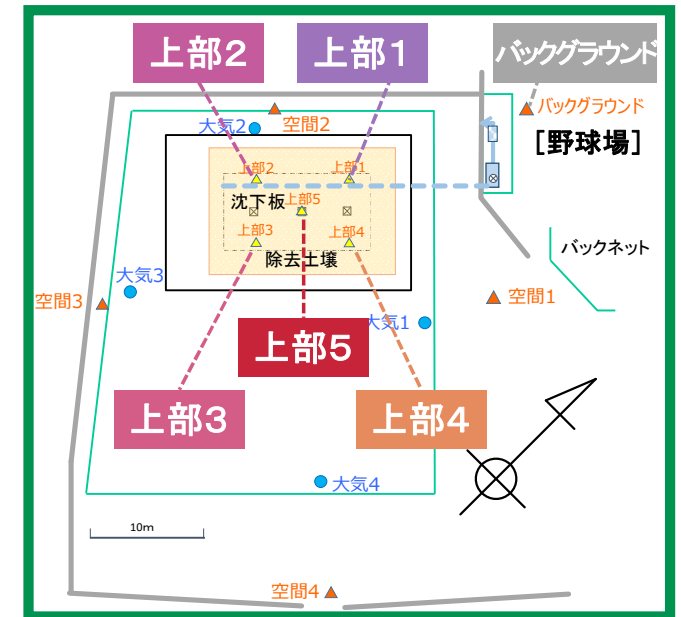 上部２
上部１
バックグラウンド
バックグラウンド
空間2
大気2
[野球場]
上部2
上部1
沈下板
上部5
上部3
上部4
除去土壌
バックネット
大気3
空間3
空間1
大気1
上部５
上部３
上部４
大気4
10m
空間4